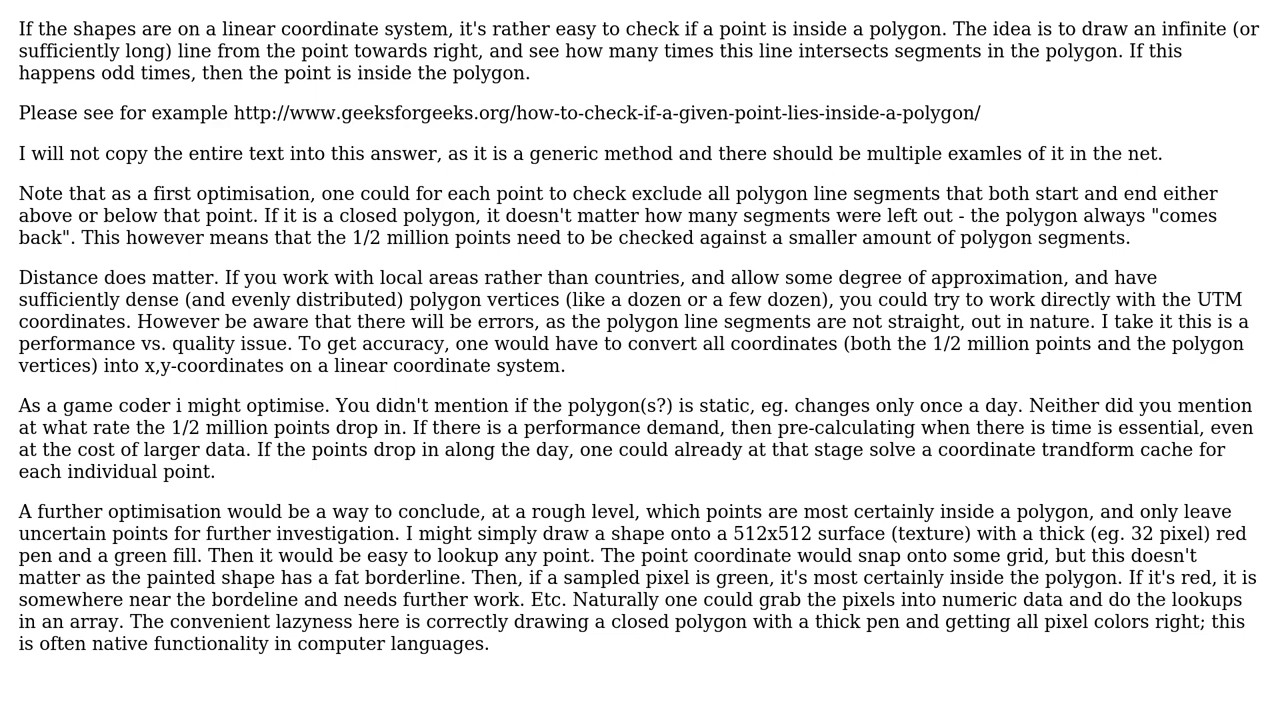 If the shapes are on a linear coordinate system, it's rather easy to check if a point is inside a polygon. The idea is to draw an infinite (or
sufficiently long) line from the point towards right, and see how many times this line intersects segments in the polygon. If this
happens odd times, then the point is inside the polygon.
Please see for example http://www.geeksforgeeks.org/how-to-check-if-a-given-point-lies-inside-a-polygon/
I will not copy the entire text into this answer, as it is a generic method and there should be multiple examles of it in the net.
Note that as a first optimisation, one could for each point to check exclude all polygon line segments that both start and end either
above or below that point. If it is a closed polygon, it doesn't matter how many segments were left out - the polygon always "comes
back". This however means that the 1/2 million points need to be checked against a smaller amount of polygon segments.
Distance does matter. If you work with local areas rather than countries, and allow some degree of approximation, and have
sufficiently dense (and evenly distributed) polygon vertices (like a dozen or a few dozen), you could try to work directly with the UTM
coordinates. However be aware that there will be errors, as the polygon line segments are not straight, out in nature. I take it this is a
performance vs. quality issue. To get accuracy, one would have to convert all coordinates (both the 1/2 million points and the polygon
vertices) into x,y-coordinates on a linear coordinate system.
As a game coder i might optimise. You didn't mention if the polygon(s?) is static, eg. changes only once a day. Neither did you mention
at what rate the 1/2 million points drop in. If there is a performance demand, then pre-calculating when there is time is essential, even
at the cost of larger data. If the points drop in along the day, one could already at that stage solve a coordinate trandform cache for
each individual point.
A further optimisation would be a way to conclude, at a rough level, which points are most certainly inside a polygon, and only leave
uncertain points for further investigation. I might simply draw a shape onto a 512x512 surface (texture) with a thick (eg. 32 pixel) red
pen and a green fill. Then it would be easy to lookup any point. The point coordinate would snap onto some grid, but this doesn't
matter as the painted shape has a fat borderline. Then, if a sampled pixel is green, it's most certainly inside the polygon. If it's red, it is
somewhere near the bordeline and needs further work. Etc. Naturally one could grab the pixels into numeric data and do the lookups
in an array. The convenient lazyness here is correctly drawing a closed polygon with a thick pen and getting all pixel colors right; this
is often native functionality in computer languages.